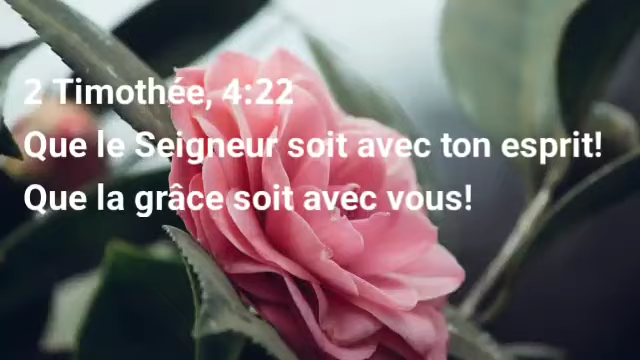 2 Timothée, 4:22
Que le Seigneur soit avec ton esprit!
Que la grâce soit avec vous!